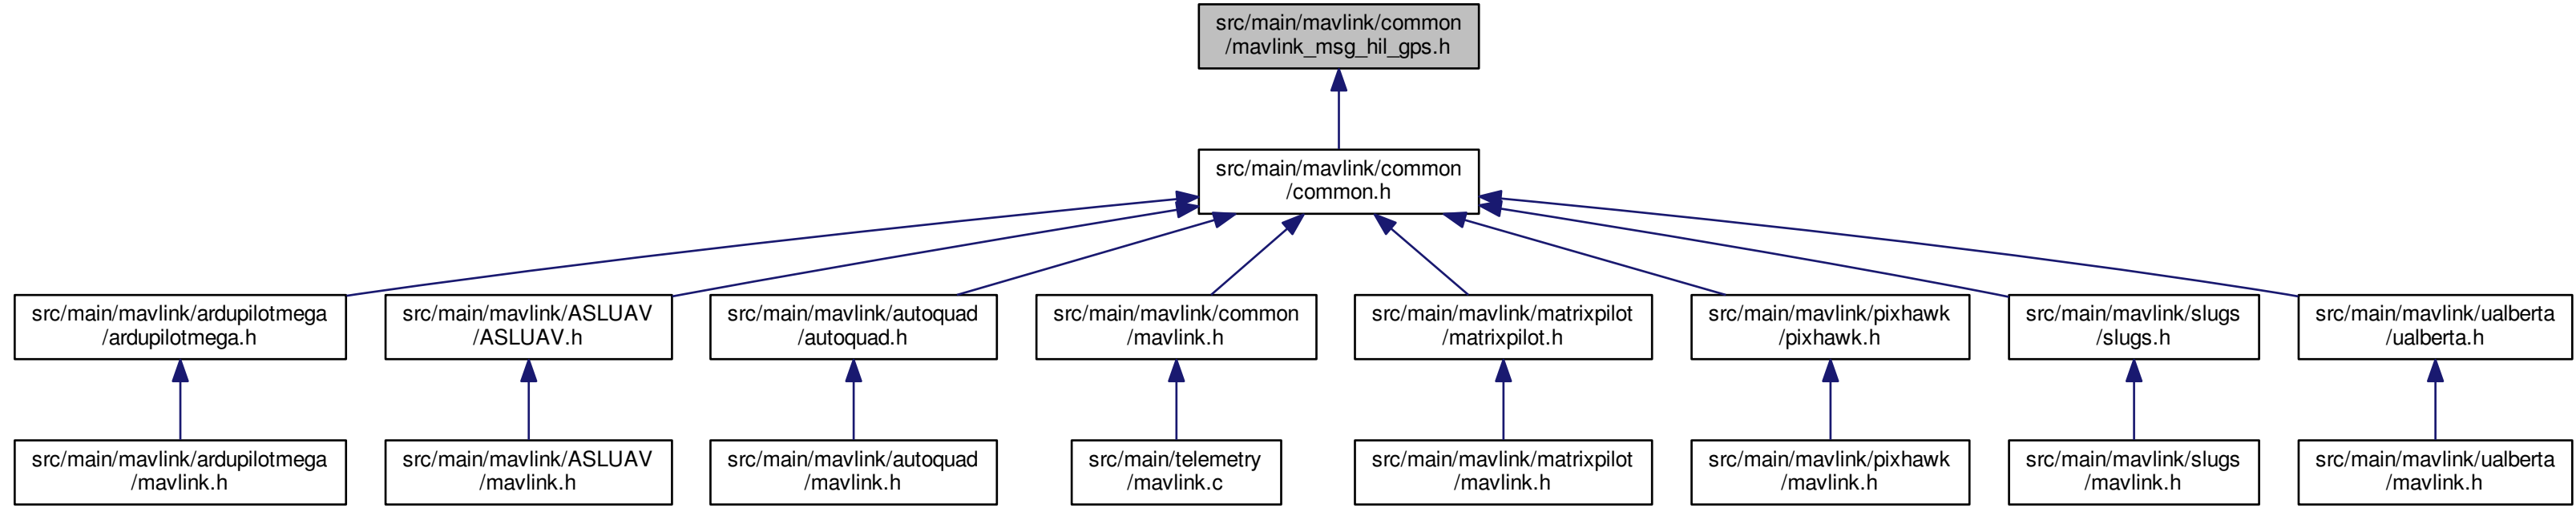 src/main/mavlink/common
/mavlink_msg_hil_gps.h
src/main/mavlink/common
/common.h
src/main/mavlink/ardupilotmega
/ardupilotmega.h
src/main/mavlink/ASLUAV
/ASLUAV.h
src/main/mavlink/autoquad
/autoquad.h
src/main/mavlink/common
/mavlink.h
src/main/mavlink/matrixpilot
/matrixpilot.h
src/main/mavlink/pixhawk
/pixhawk.h
src/main/mavlink/slugs
/slugs.h
src/main/mavlink/ualberta
/ualberta.h
src/main/mavlink/ardupilotmega
/mavlink.h
src/main/mavlink/ASLUAV
/mavlink.h
src/main/mavlink/autoquad
/mavlink.h
src/main/telemetry
/mavlink.c
src/main/mavlink/matrixpilot
/mavlink.h
src/main/mavlink/pixhawk
/mavlink.h
src/main/mavlink/slugs
/mavlink.h
src/main/mavlink/ualberta
/mavlink.h